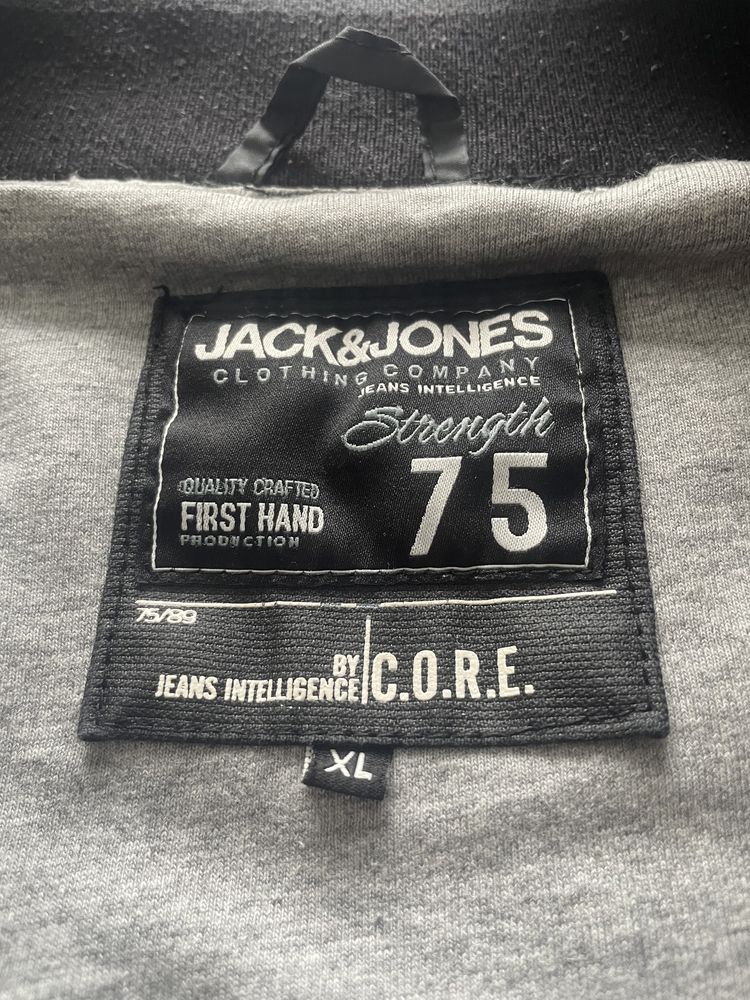 JACK&JONES
CLOTHING COMPANY
JEANS INTELLIGENCE
Strength
75
QUALITY CRAFTED
FIRST HAND
PRODUCTION
75/89
BY
JEANS INTELLIGENCE
C.O.R.E.
XL